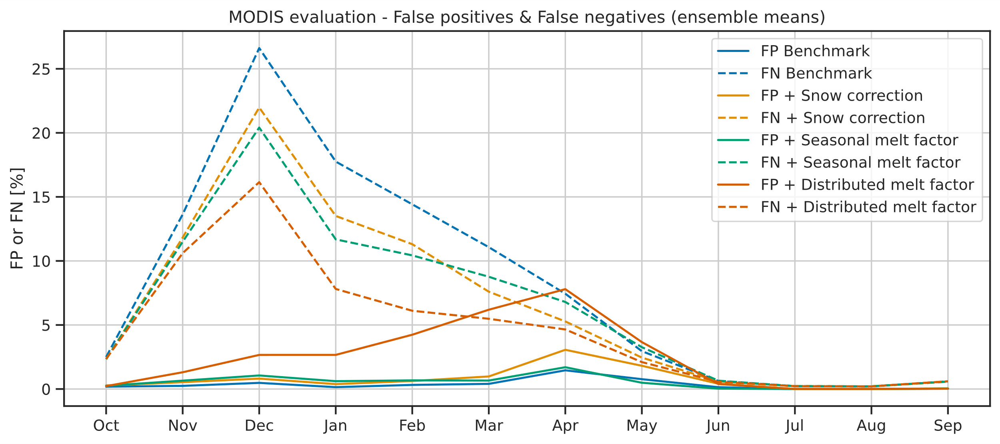 MODIS evaluation - False positives & False negatives (ensemble means)
FP or FN [%]
25
20
15
10
5
0
FP Benchmark
FN Benchmark
FP + Snow correction
FN + Snow correction
FP + Seasonal melt factor
FN + Seasonal melt factor
FP + Distributed melt factor
FN + Distributed melt factor
Oct Nov Dec Jan Feb Mar Apr May Jun Jul Aug Sep